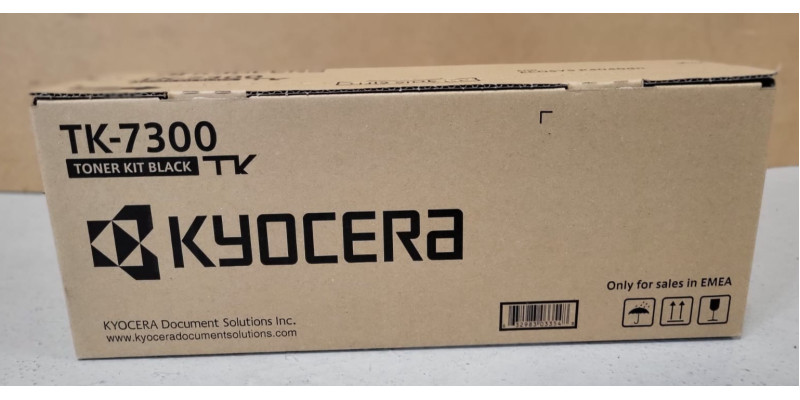 TK-7300
TONER KIT BLACK TK
KYOCERA
Only for sales in EMEA
KYOCERA Document Solutions Inc.
www.kyoceradocumentsolutions.com